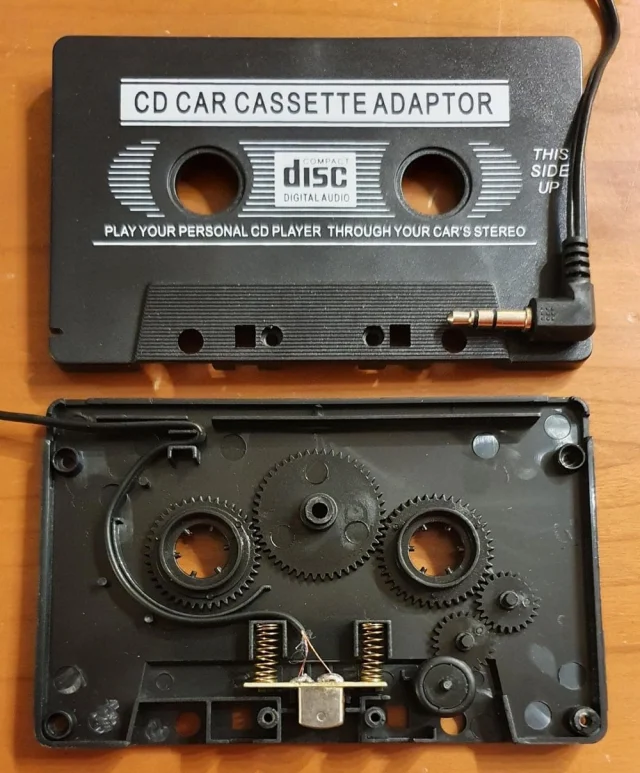 CD CAR CASSETTE ADAPTOR
COMPACT
disc
DIGITAL AUDIO
THIS
SIDE
UP
PLAY YOUR PERSONAL CD PLAYER THROUGH YOUR CAR'S STEREO